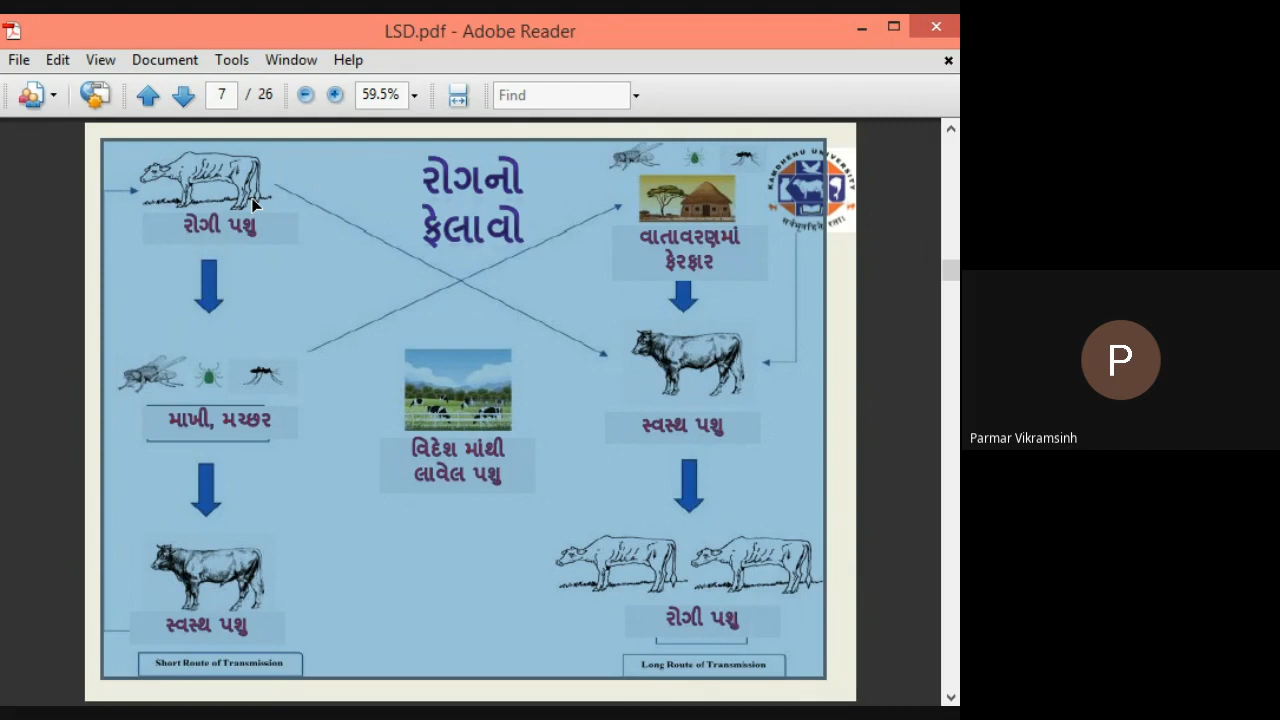 LSD.pdf - Adobe Reader
File Edit View Document Tools Window Help
7 / 26 59.5% Find
રોગનો
ફેલાવો
KAMDHENU UNIVERSITY
રોગી પશુ
વાતાવરણમાં
ફેરફાર
માખી, મચ્છર
સ્વસ્થ પશુ
વિદેશ માંથી
લાવેલ પશુ
સ્વસ્થ પશુ
રોગી પશુ
Short Route of Transmission
Long Route of Transmission
P
Parmar Vikramsinh